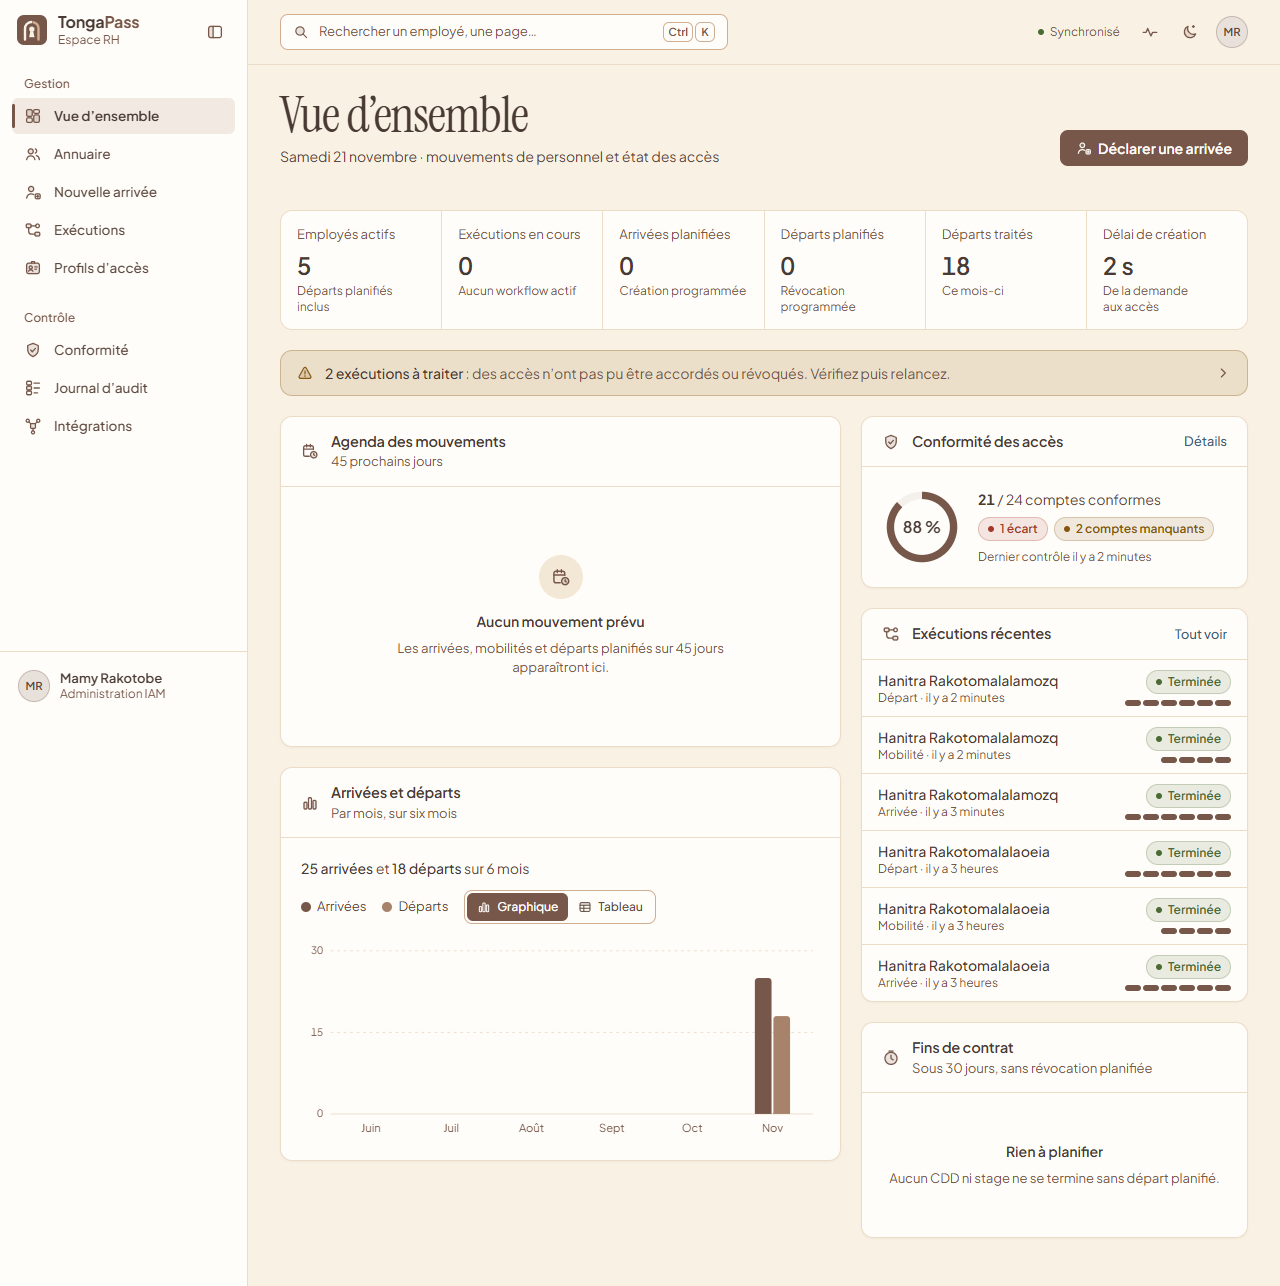 TongaPass
Espace RH
Gestion
Vue d’ensemble
Annuaire
Nouvelle arrivée
Exécutions
Profils d’accès
Contrôle
Conformité
Journal d’audit
Intégrations
MR
Mamy Rakotobe
Administration IAM
Rechercher un employé, une page…
Ctrl K
Synchronisé
MR
Vue d’ensemble
Samedi 21 novembre · mouvements de personnel et état des accès
Déclarer une arrivée
Employés actifs
5
Départs planifiés
inclus
Exécutions en cours
0
Aucun workflow actif
Arrivées planifiées
0
Création programmée
Départs planifiés
0
Révocation
programmée
Départs traités
18
Ce mois-ci
Délai de création
2 s
De la demande
aux accès
2 exécutions à traiter : des accès n’ont pas pu être accordés ou révoqués. Vérifiez puis relancez.
Agenda des mouvements
45 prochains jours
Aucun mouvement prévu
Les arrivées, mobilités et départs planifiés sur 45 jours
apparaîtront ici.
Arrivées et départs
Par mois, sur six mois
25 arrivées et 18 départs sur 6 mois
Arrivées
Départs
Graphique
Tableau
30
15
0
Juin
Juil
Août
Sept
Oct
Nov
Conformité des accès
Détails
88 %
21 / 24 comptes conformes
1 écart
2 comptes manquants
Dernier contrôle il y a 2 minutes
Exécutions récentes
Tout voir
Hanitra Rakotomalalamozq
Terminée
Départ · il y a 2 minutes
Hanitra Rakotomalalamozq
Terminée
Mobilité · il y a 2 minutes
Hanitra Rakotomalalamozq
Terminée
Arrivée · il y a 3 minutes
Hanitra Rakotomalalaoeia
Terminée
Départ · il y a 3 heures
Hanitra Rakotomalalaoeia
Terminée
Mobilité · il y a 3 heures
Hanitra Rakotomalalaoeia
Terminée
Arrivée · il y a 3 heures
Fins de contrat
Sous 30 jours, sans révocation planifiée
Rien à planifier
Aucun CDD ni stage ne se termine sans départ planifié.